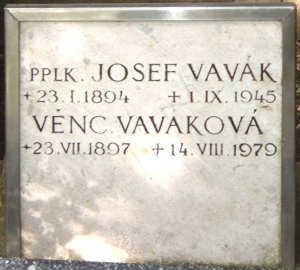 PPLK. JOSEF VAVÁK
+23.I.1894 +1.IX.1945
VĚNC. VAVÁKOVÁ
+23.VII.1897 +14.VIII.1979